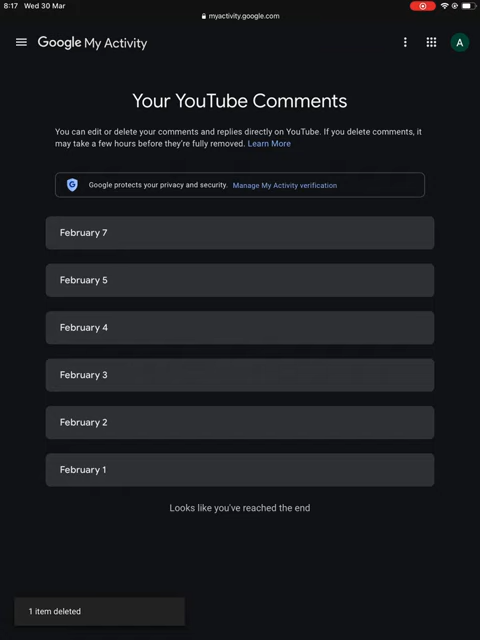 8:17 Wed 30 Mar
myactivity.google.com
Google My Activity
A
Your YouTube Comments
You can edit or delete your comments and replies directly on YouTube. If you delete comments, it
may take a few hours before they're fully removed. Learn More
G
Google protects your privacy and security. Manage My Activity verification
February 7
February 5
February 4
February 3
February 2
February 1
Looks like you've reached the end
1 item deleted